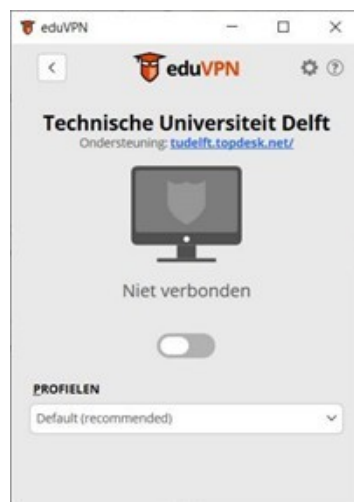 eduVPN
eduVPN
Technische Universiteit Delft
Ondersteuning: tudelft.topdesk.net/
Niet verbonden
PROFIELEN
Default (recommended)